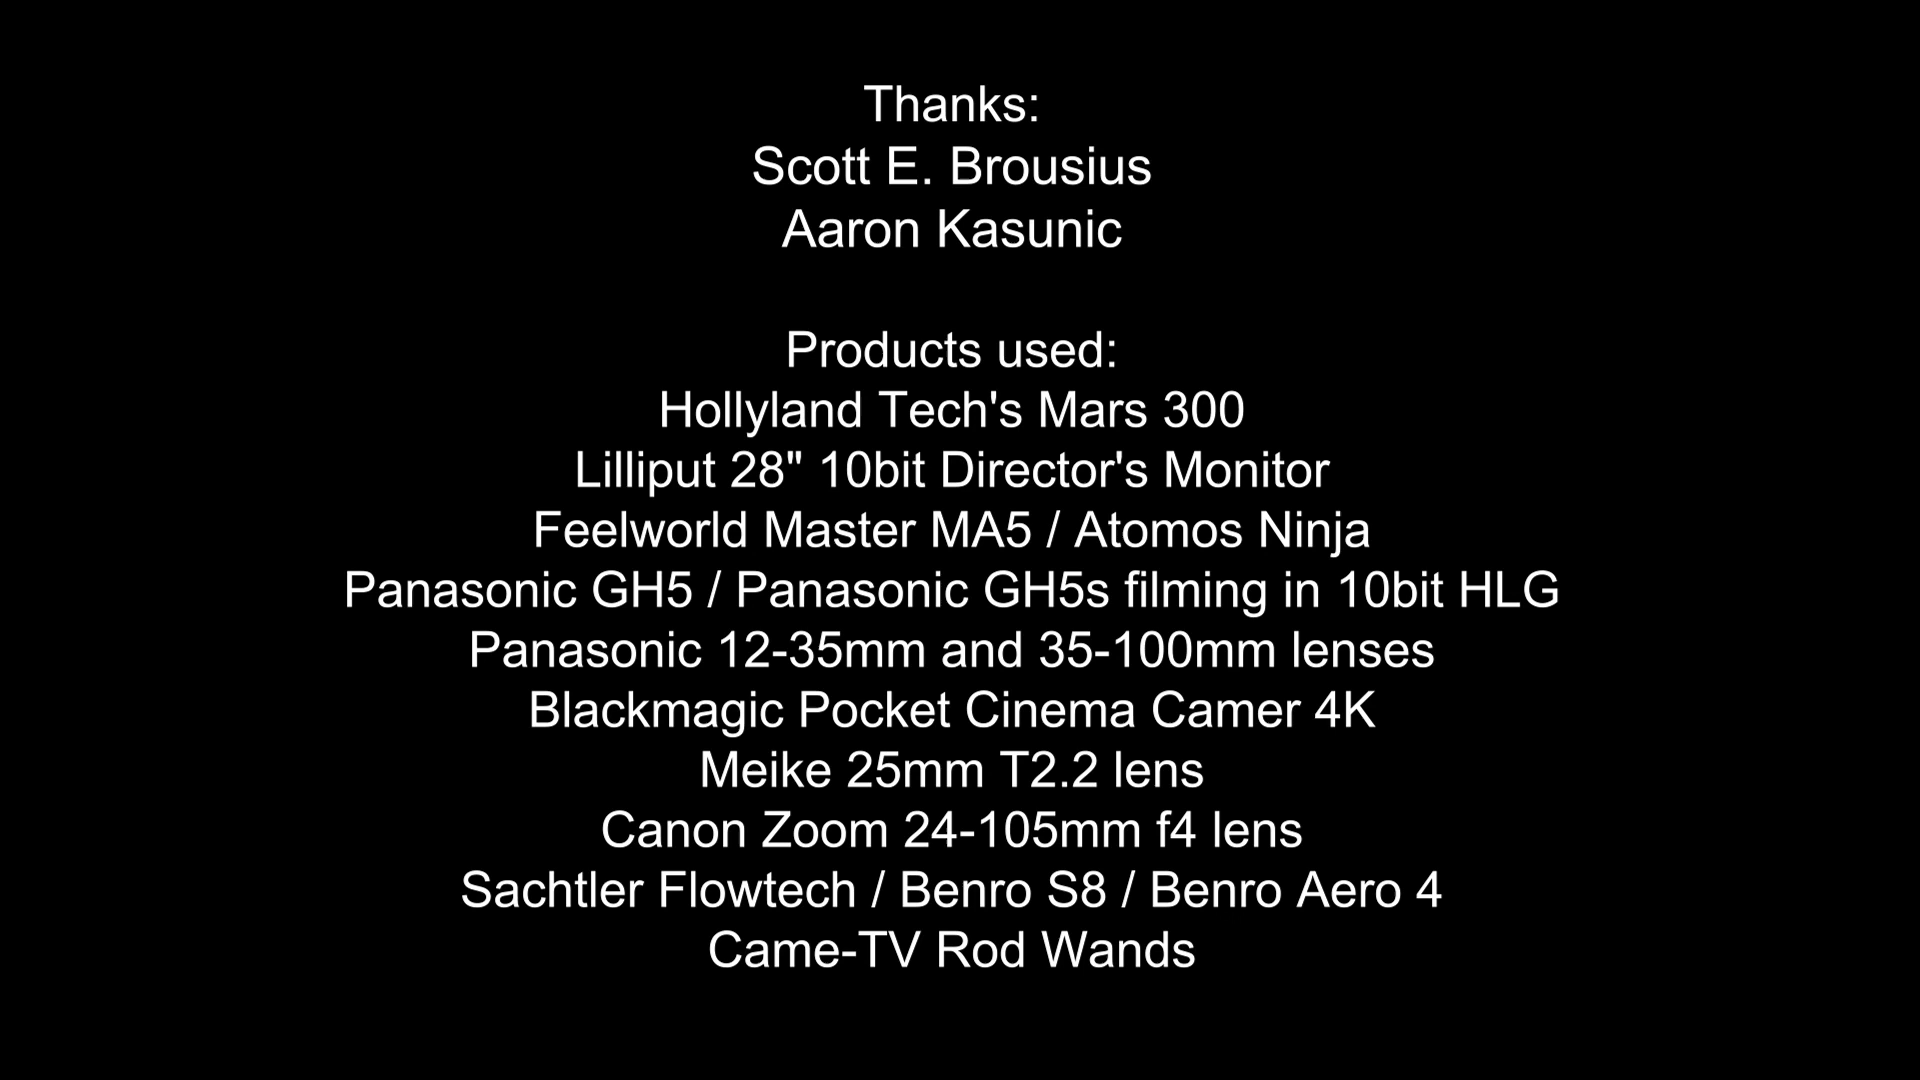 Thanks:
Scott E. Brousius
Aaron Kasunic
Products used:
Hollyland Tech's Mars 300
Lilliput 28" 10bit Director's Monitor
Feelworld Master MA5 / Atomos Ninja
Panasonic GH5 / Panasonic GH5s filming in 10bit HLG
Panasonic 12-35mm and 35-100mm lenses
Blackmagic Pocket Cinema Camer 4K
Meike 25mm T2.2 lens
Canon Zoom 24-105mm f4 lens
Sachtler Flowtech / Benro S8 / Benro Aero 4
Came-TV Rod Wands